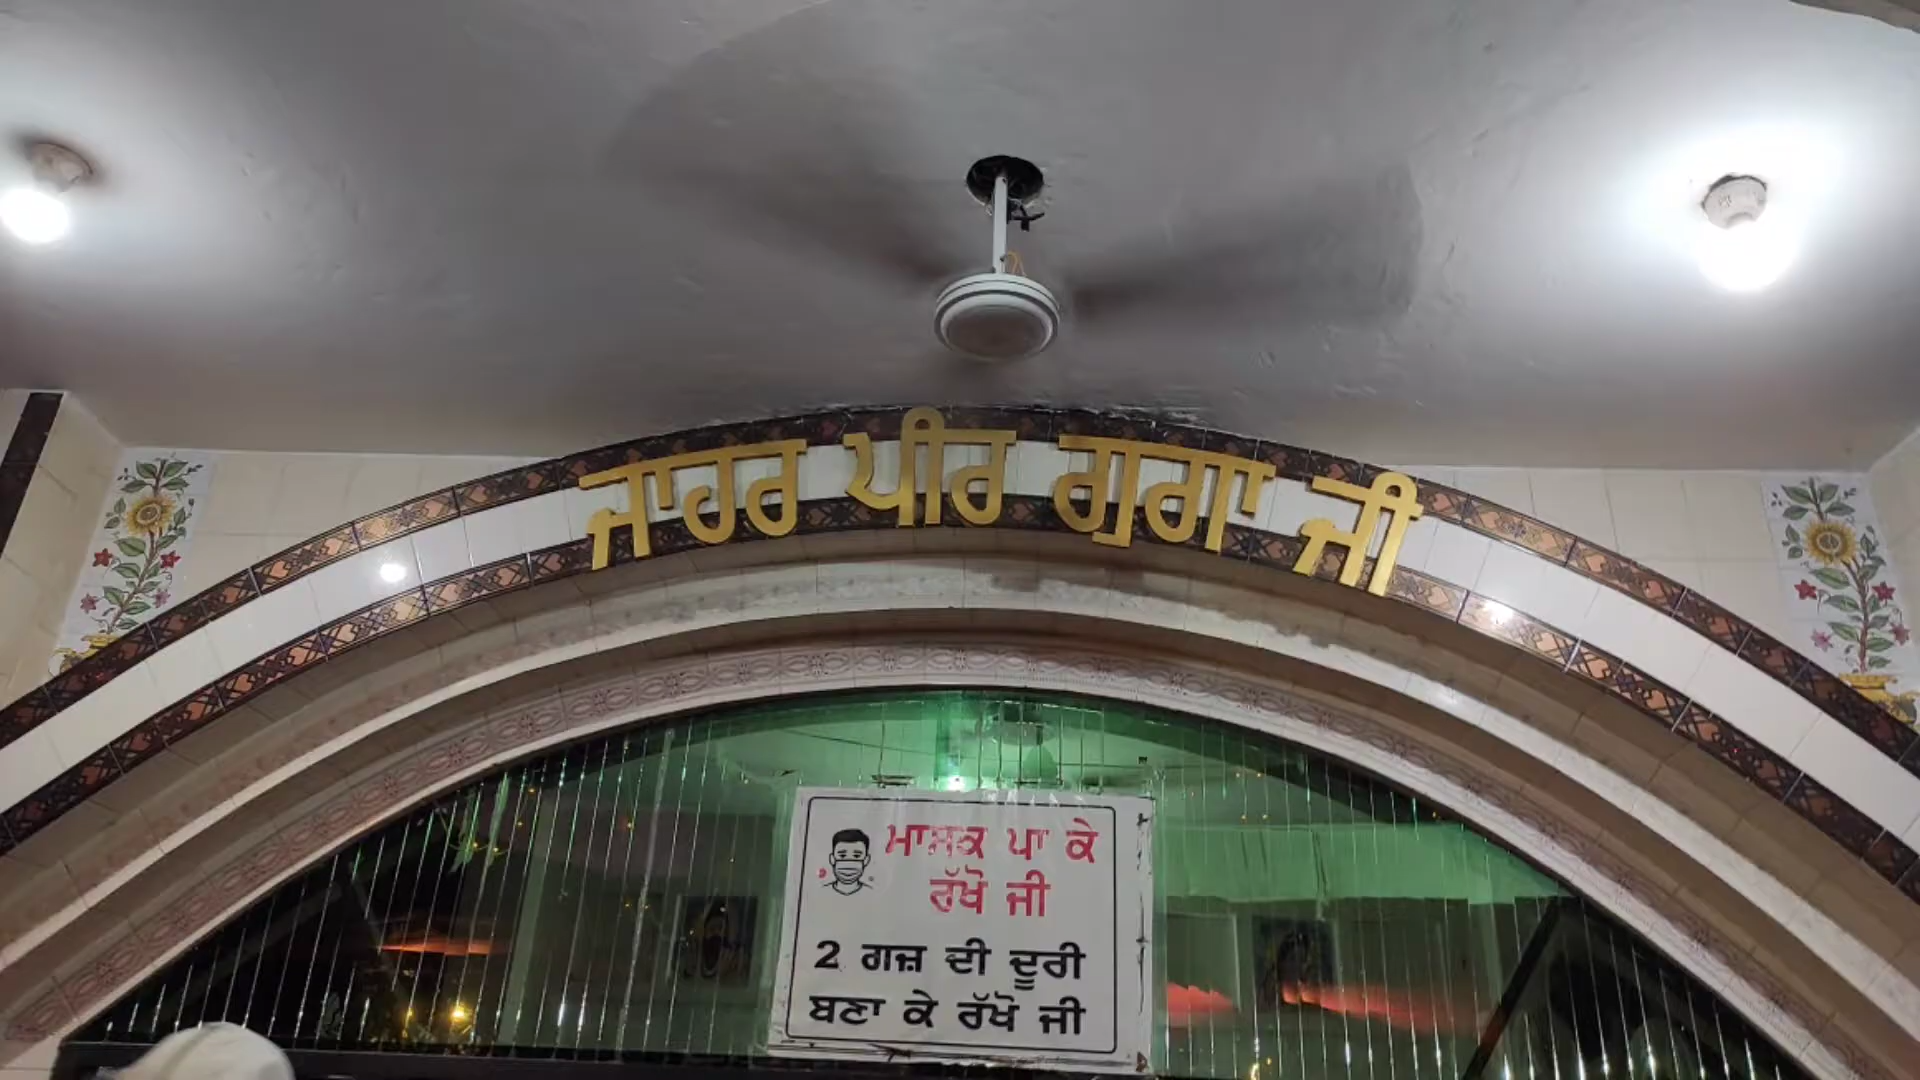 ਜਾਹਰ ਪੀਰ ਗੁਗਾ ਜੀ
ਮਾਸਕ ਪਾ ਕੇ
ਰੱਖੋ ਜੀ
2 ਗਜ਼ ਦੀ ਦੂਰੀ
ਬਣਾ ਕੇ ਰੱਖੋ ਜੀ